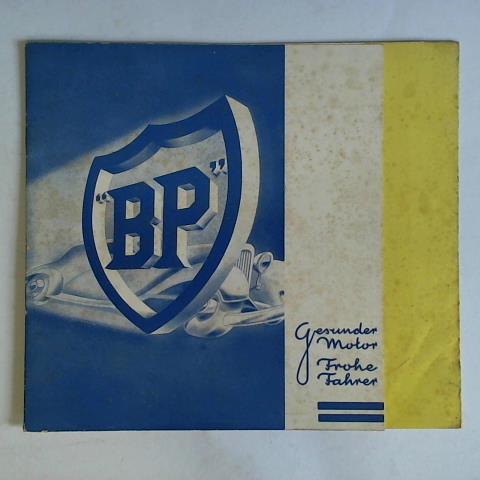 "BP"
Gesunder
Motor
Frohe
Fahrer